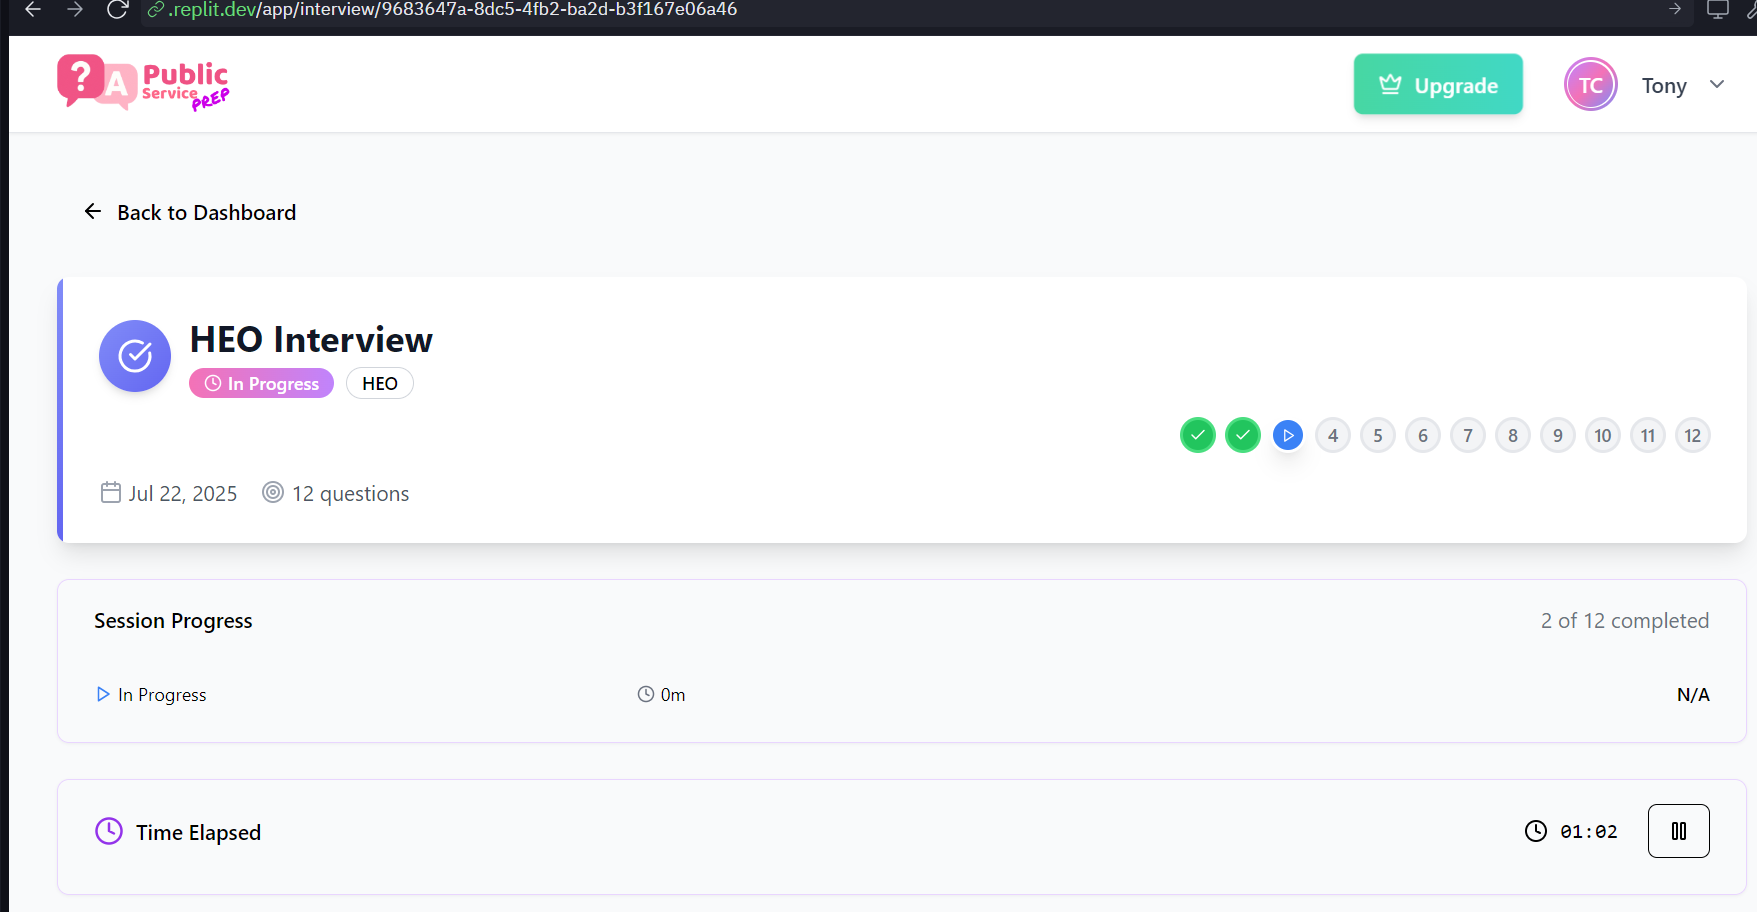 .replit.dev/app/interview/9683647a-8dc5-4fb2-ba2d-b3f167e06a46
? A Public Service PREP
Upgrade
TC
Tony
Back to Dashboard
HEO Interview
In Progress
HEO
4 5 6 7 8 9 10 11 12
Jul 22, 2025
12 questions
Session Progress
2 of 12 completed
In Progress
0m
N/A
Time Elapsed
01:02